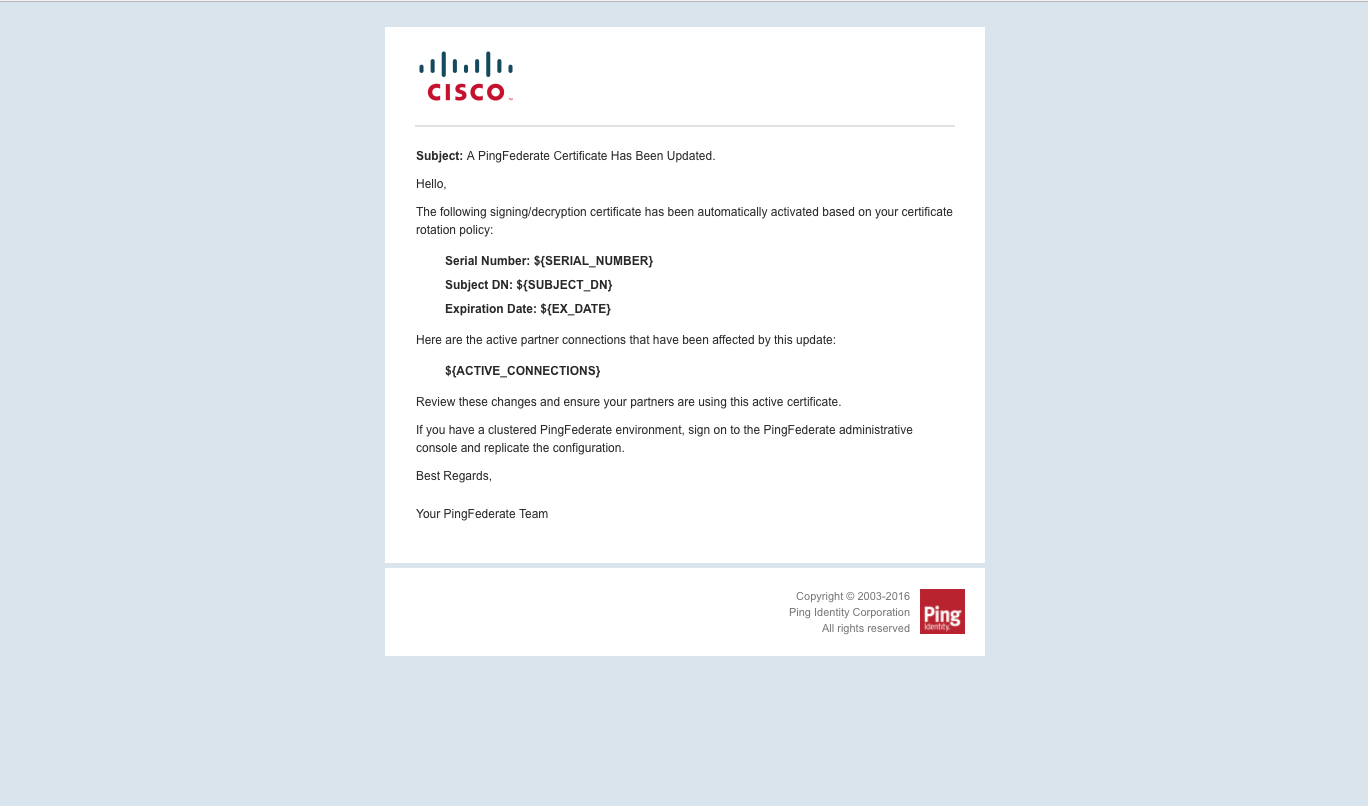 CISCO
Subject: A PingFederate Certificate Has Been Updated.
Hello,
The following signing/decryption certificate has been automatically activated based on your certificate
rotation policy:
Serial Number: ${SERIAL_NUMBER}
Subject DN: ${SUBJECT_DN}
Expiration Date: ${EX_DATE}
Here are the active partner connections that have been affected by this update:
${ACTIVE_CONNECTIONS}
Review these changes and ensure your partners are using this active certificate.
If you have a clustered PingFederate environment, sign on to the PingFederate administrative
console and replicate the configuration.
Best Regards,
Your PingFederate Team
Copyright © 2003-2016
Ping Identity Corporation
All rights reserved
Ping
Identity